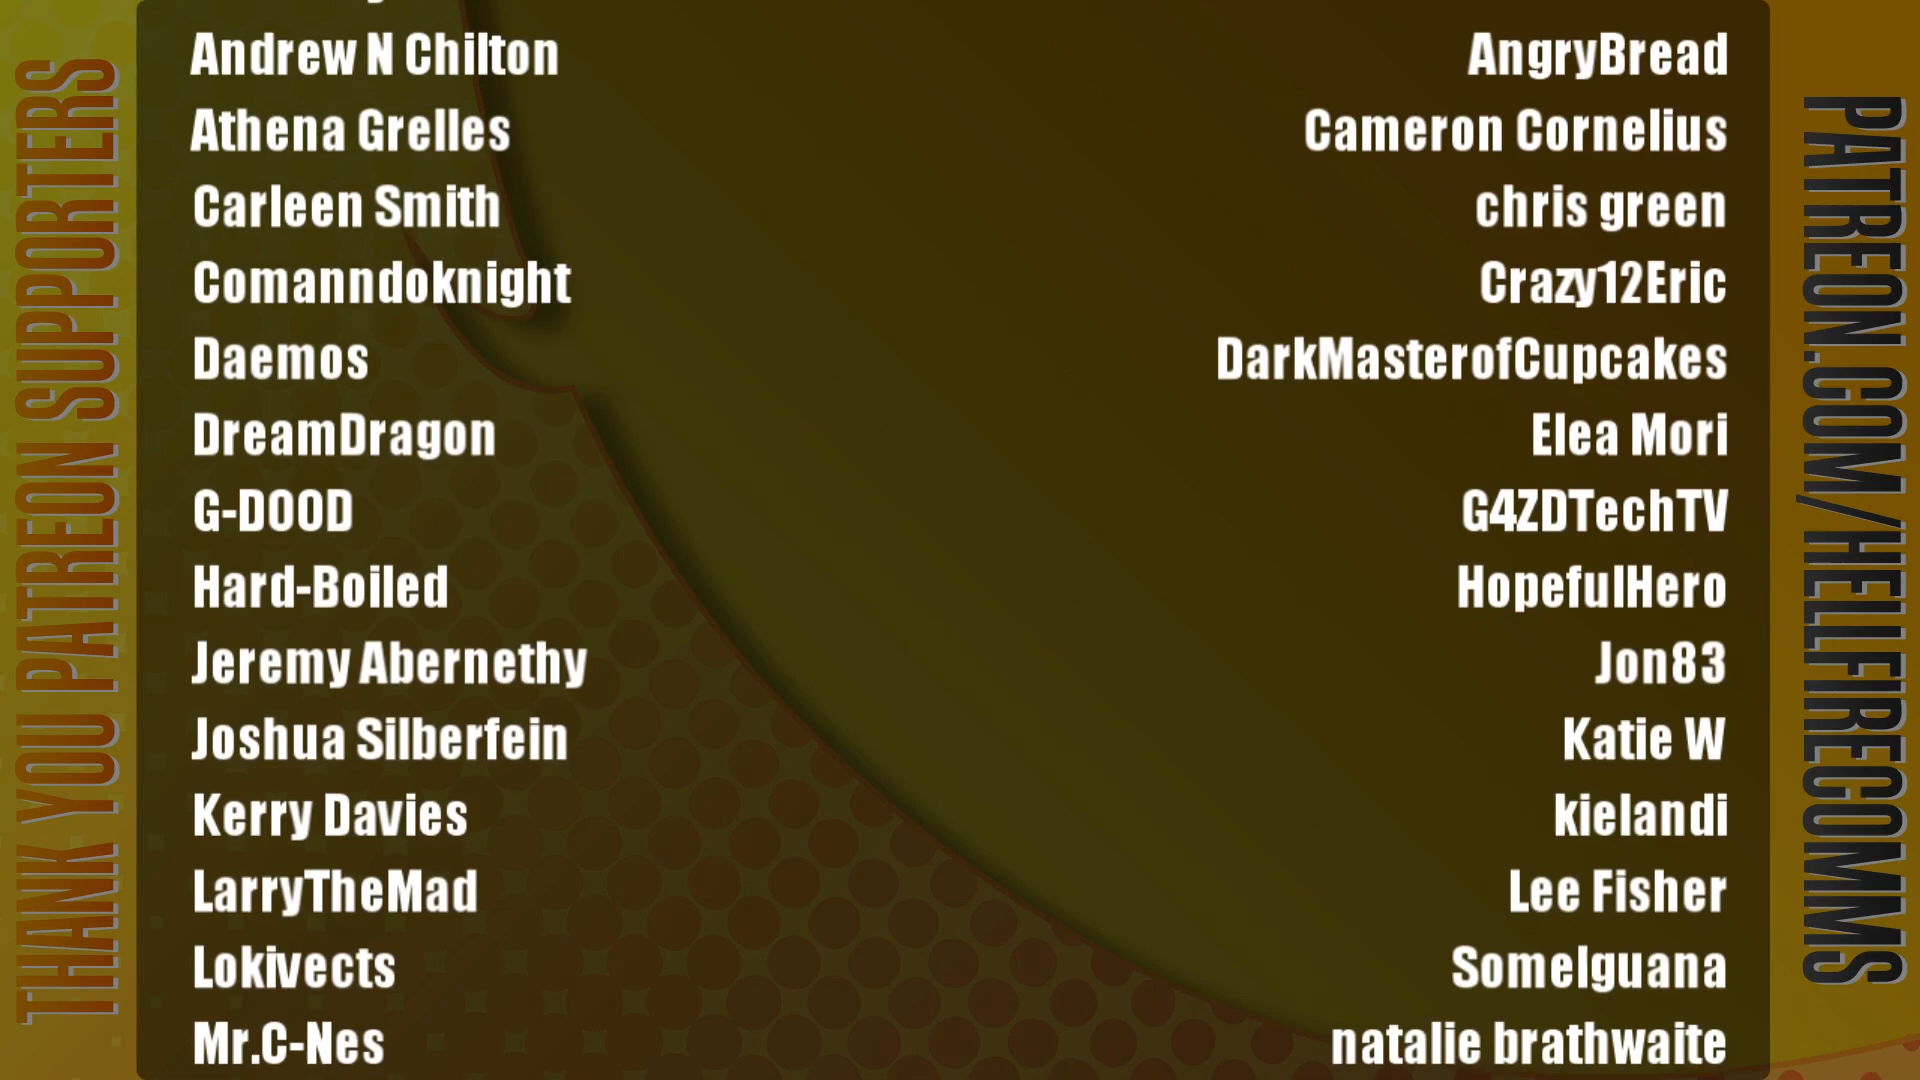 THANK YOU PATREON SUPPORTERS
Andrew N Chilton
Athena Grelles
Carleen Smith
Comanndoknight
Daemos
DreamDragon
G-DOOD
Hard-Boiled
Jeremy Abernethy
Joshua Silberfein
Kerry Davies
LarryTheMad
Lokivects
Mr.C-Nes
AngryBread
Cameron Cornelius
chris green
Crazy12Eric
DarkMasterofCupcakes
Elea Mori
G4ZDTechTV
HopefulHero
Jon83
Katie W
kielandi
Lee Fisher
SomeIguana
natalie brathwaite
PATREON.COM/HELLFIRECOMMS